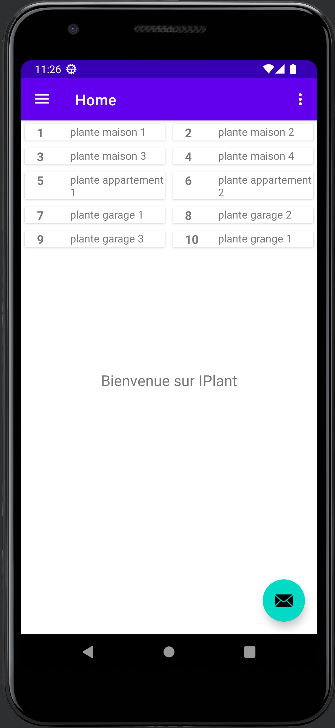 11:26
Home
1 plante maison 1 2 plante maison 2
3 plante maison 3 4 plante maison 4
5 plante appartement 6 plante appartement
1 2
7 plante garage 1 8 plante garage 2
9 plante garage 3 10 plante grange 1
Bienvenue sur IPlant